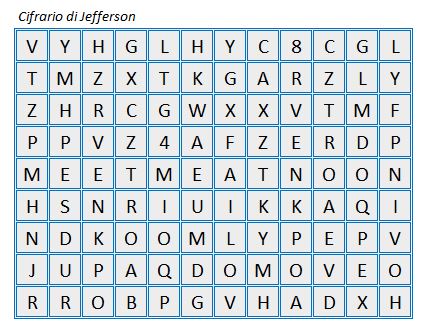 Cifrario di Jefferson
V Y H G L H Y C 8 C G L
T M Z X T K G A R Z L Y
Z H R C G W X X V T M F
P P V Z 4 A F Z E R D P
M E E T M E A T N O O N
H S N R I U I K K A Q I
N D K O O M L Y P E P V
J U P A Q D O M O V E O
R R O B P G V H A D X H